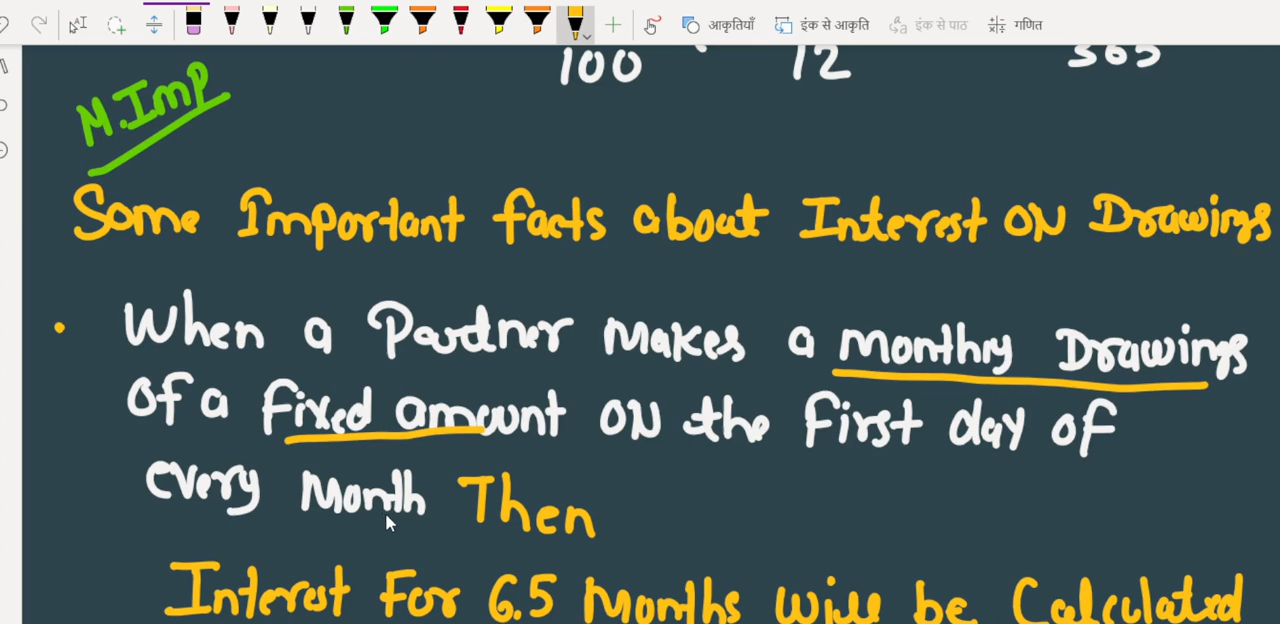 आकृतियाँ इंक से आकृति इंक से पाठ गणित
100 12 365
M.Imp
Some Important facts about Interest ON Drawings
• When a Partner Makes a monthly Drawings
Of a fixed amount ON the first day of
every Month Then
Interest For 6.5 Months will be Calculated